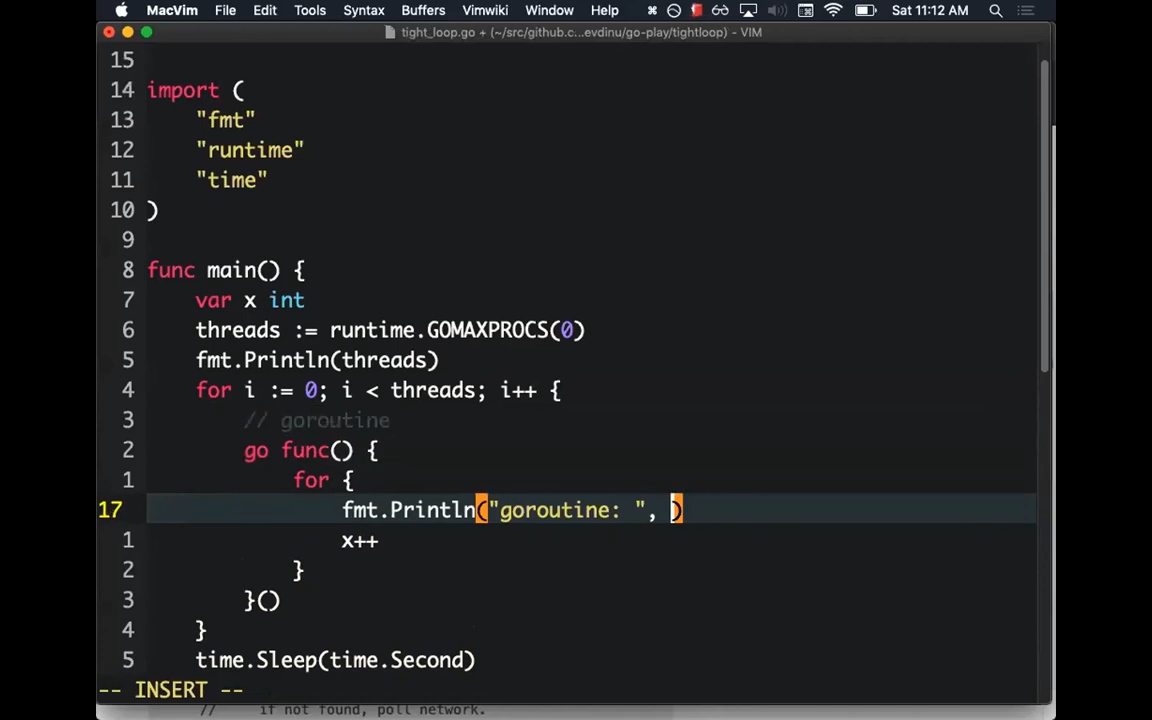 MacVim File Edit Tools Syntax Buffers Vimwiki Window Help Sat 11:12 AM
tight_loop.go + (~/src/github.c...evdinu/go-play/tightloop) - VIM
15
14 import (
13 "fmt"
12 "runtime"
11 "time"
10 )
9
8 func main() {
7 var x int
6 threads := runtime.GOMAXPROCS(0)
5 fmt.Println(threads)
4 for i := 0; i < threads; i++ {
3 // goroutine
2 go func() {
1 for {
17 fmt.Println("goroutine: ", )
1 x++
2 }
3 }()
4 }
5 time.Sleep(time.Second)
-- INSERT --
// if not found, poll network.